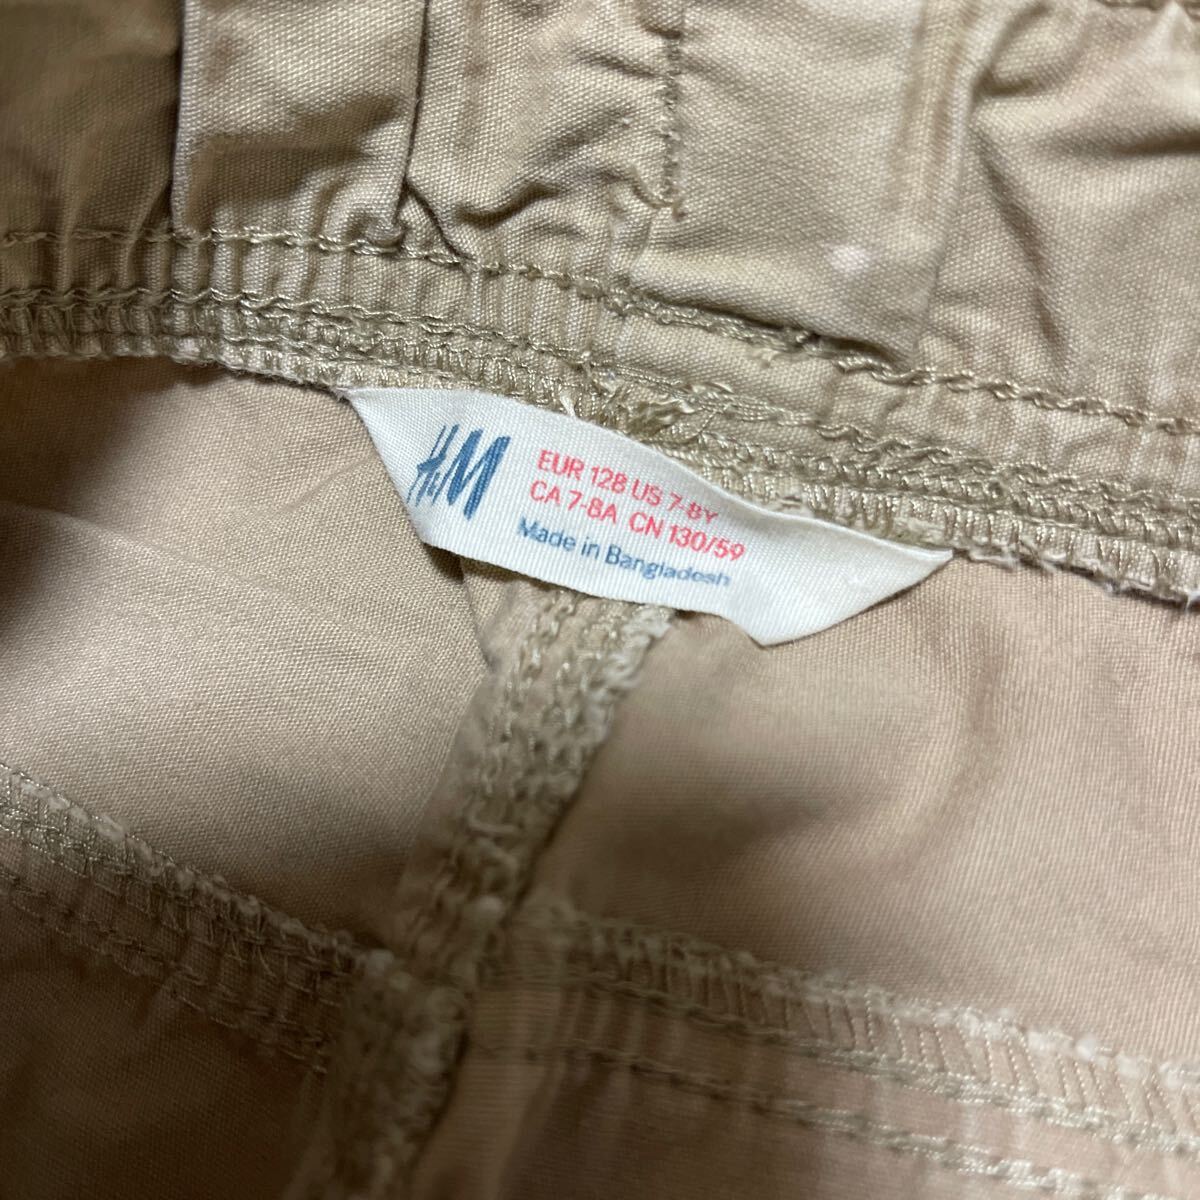 H&M
EUR 128 US 7-8Y
CA 7-8A CN 130/59
Made in Bangladesh